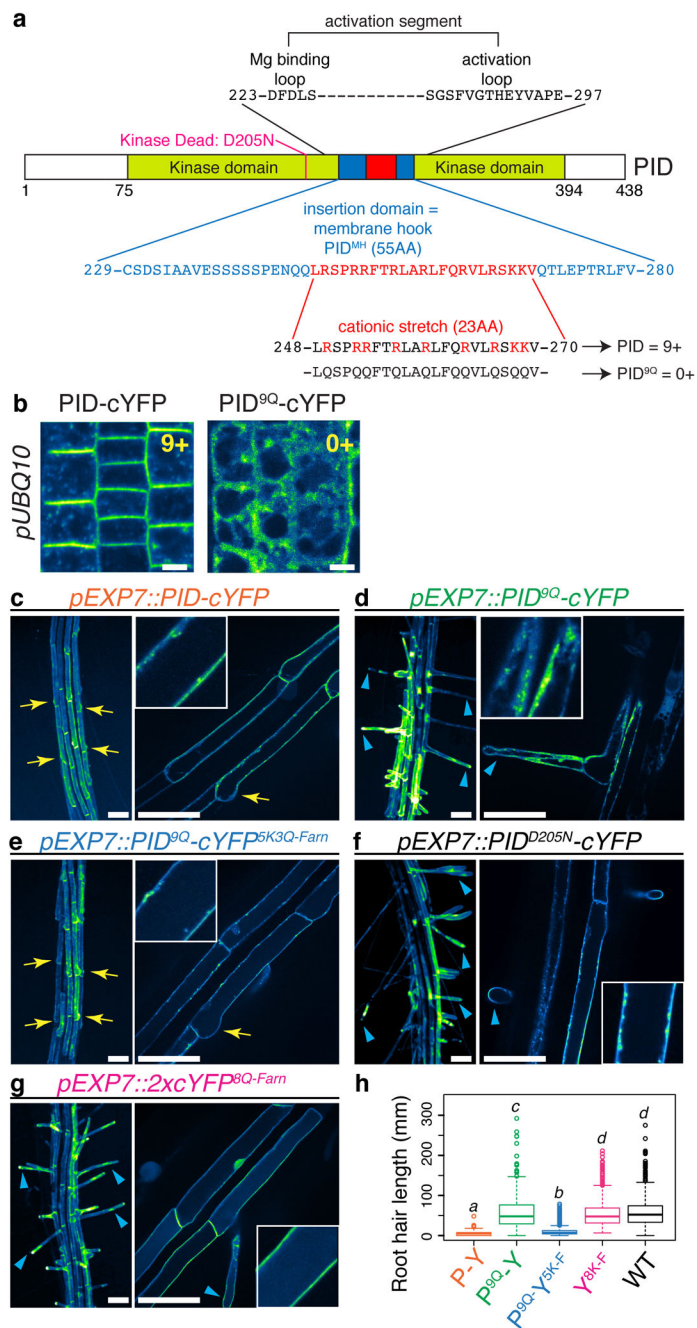 a
activation segment
Mg binding loop
activation loop
223–DFDLS––––––––––––SGSFVGTHEYVAPE–297
Kinase Dead: D205N
Kinase domain
Kinase domain
PID
1
75
394
438
insertion domain =
membrane hook
PIDMH (55AA)
229–CSDSIAAVESSSSSPENQQLRSPRRFTRLARLFQRVLRSKKVQTLEPTRLFV–280
cationic stretch (23AA)
248–LRSPRRFTRLARLFQRVLRSKKV–270
PID = 9+
–LQSPQQFTQLAQLFQQVLQSQQV–
PID9Q = 0+
b
PID-cYFP
PID9Q-cYFP
pUBQ10
9+
0+
c
pEXP7::PID-cYFP
d
pEXP7::PID9Q-cYFP
e
pEXP7::PID9Q-cYFP5K3Q-Farn
f
pEXP7::PIDD205N-cYFP
g
pEXP7::2xcYFP8Q-Farn
h
Root hair length (mm)
300
200
100
50
0
a
c
b
d
d
P-Y
P9Q-Y
P9Q-Y5K-F
Y8K-F
WT